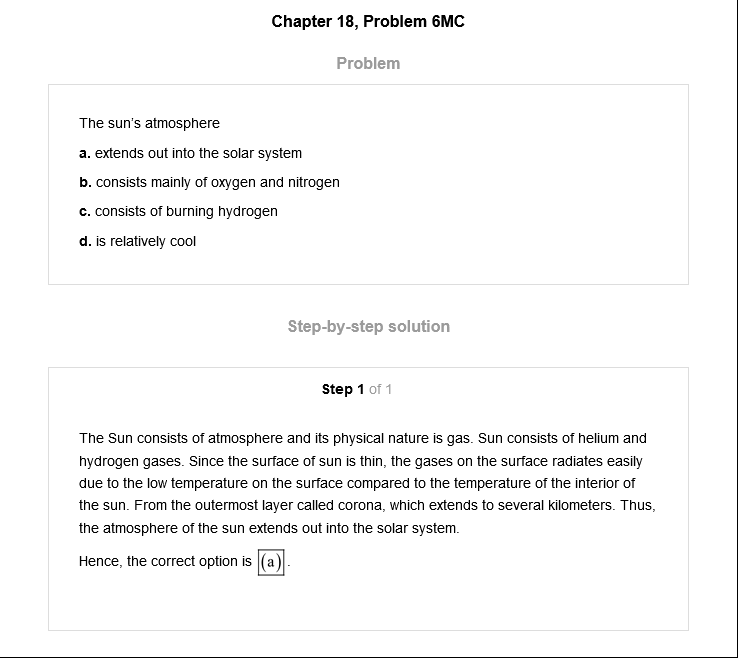 Chapter 18, Problem 6MC
Problem
The sun's atmosphere
a. extends out into the solar system
b. consists mainly of oxygen and nitrogen
c. consists of burning hydrogen
d. is relatively cool
Step-by-step solution
Step 1 of 1
The Sun consists of atmosphere and its physical nature is gas. Sun consists of helium and
hydrogen gases. Since the surface of sun is thin, the gases on the surface radiates easily
due to the low temperature on the surface compared to the temperature of the interior of
the sun. From the outermost layer called corona, which extends to several kilometers. Thus,
the atmosphere of the sun extends out into the solar system.
Hence, the correct option is (a).